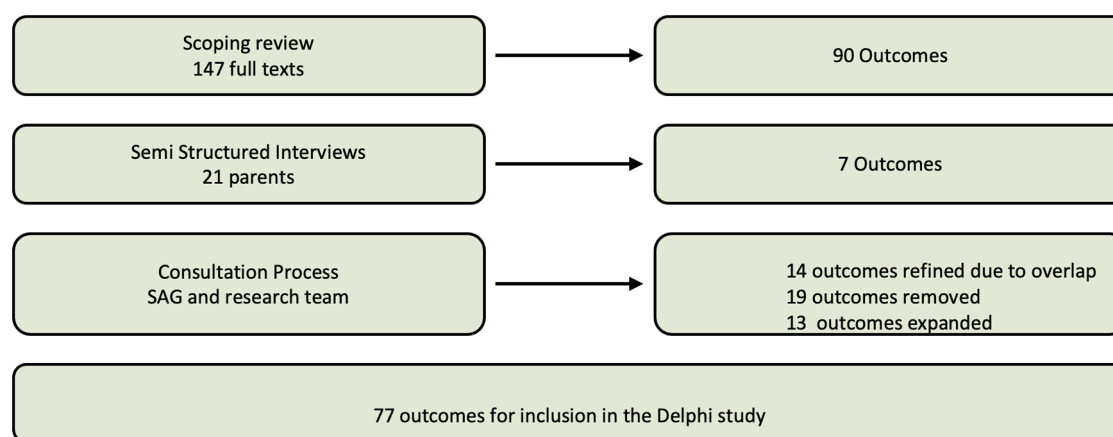 Scoping review
147 full texts
90 Outcomes
Semi Structured Interviews
21 parents
7 Outcomes
Consultation Process
SAG and research team
14 outcomes refined due to overlap
19 outcomes removed
13 outcomes expanded
77 outcomes for inclusion in the Delphi study